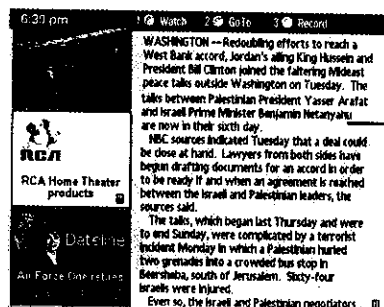 6:39 pm
1 Watch 2 GoTo 3 Record
WASHINGTON -- Redoubling efforts to reach a
West Bank accord, Jordan's ailing King Hussein and
President Bill Clinton joined the faltering Mideast
peace talks outside Washington on Tuesday. The
talks between Palestinian President Yasser Arafat
and Israel Prime Minister Benjamin Netanyahu
are now in their sixth day.
NBC sources indicated Tuesday that a deal could
be close at hand. Lawyers from both sides have
begun drafting documents for an accord in order
to be ready if and when an agreement is reached
between the Israeli and Palestinian leaders, the
sources said.
The talks, which began last Thursday and were
to end Sunday, were complicated by a terrorist
incident Monday in which a Palestinian hurled
two grenades into a crowded bus stop in
Beersheba, south of Jerusalem. Sixty-four
Israelis were injured.
Even so, the Israeli and Palestinian negotiators
RCA
RCA Home Theater
products
Dateline
Air Force One retires